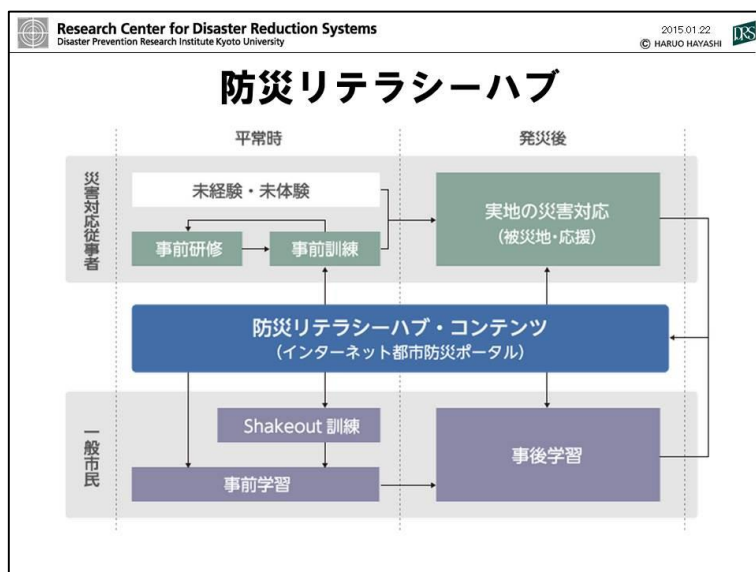 Research Center for Disaster Reduction Systems
Disaster Prevention Research Institute Kyoto University
2015.01.22
© HARUO HAYASHI
DRS
防災リテラシーハブ
平常時
発災後
災害対応従事者
未経験・未体験
事前研修
事前訓練
実地の災害対応
(被災地・応援)
防災リテラシーハブ・コンテンツ
(インターネット都市防災ポータル)
一般市民
Shakeout 訓練
事前学習
事後学習